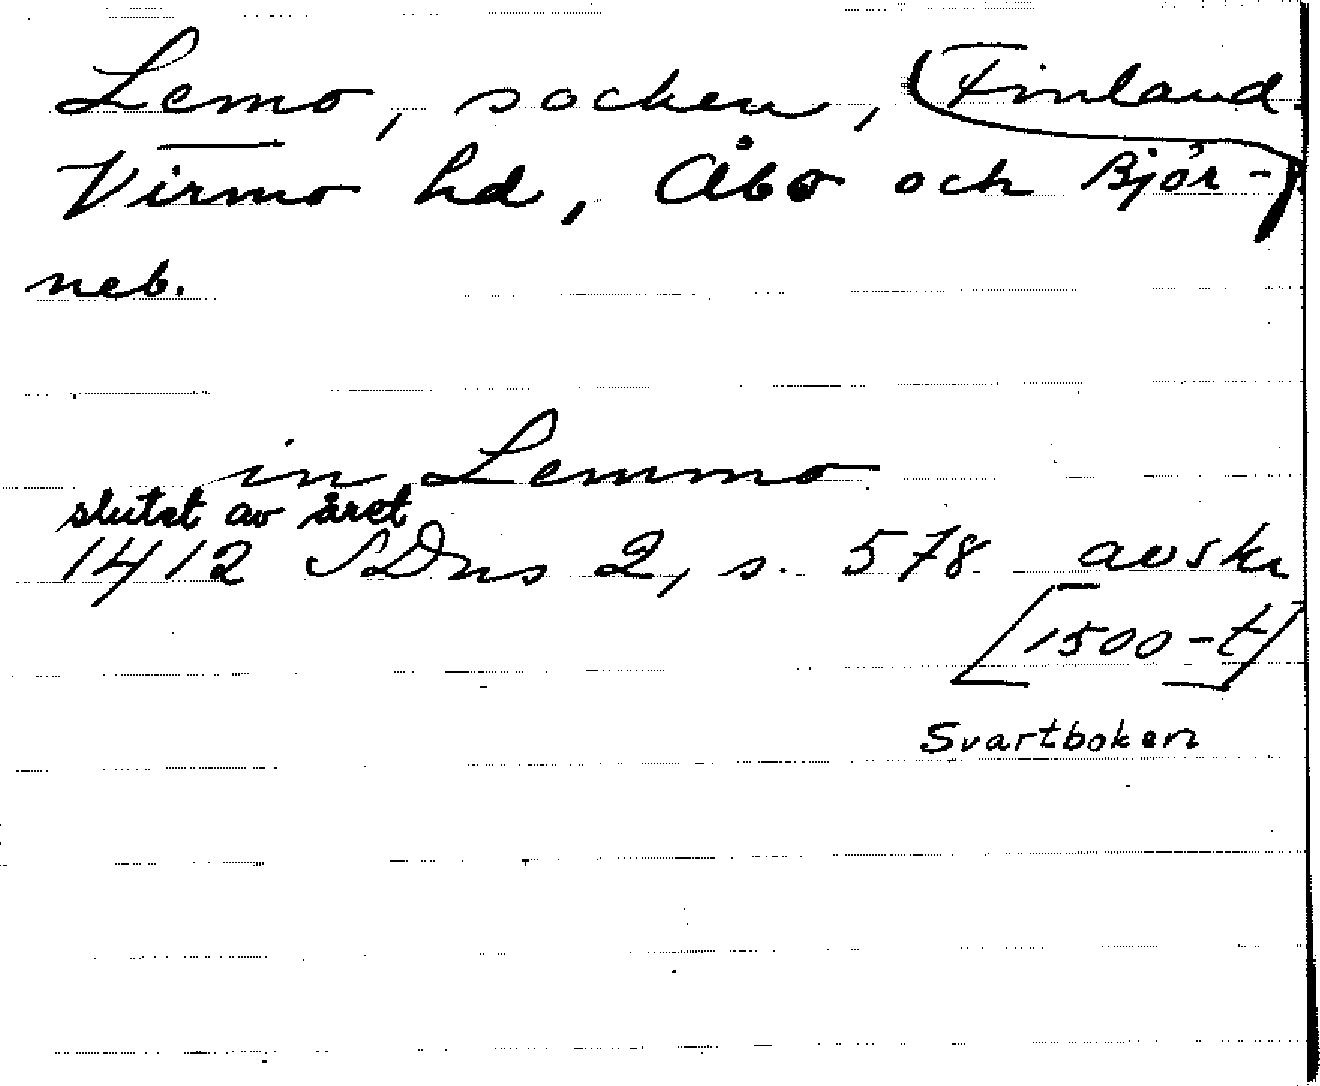 Lemo, socken, Finland
Virmo hd, Åbo och Björ-
neb.
in Lemmo
slutet av året
1412 SDns 2, s. 578 avskr
[1500-t]
Svartboken